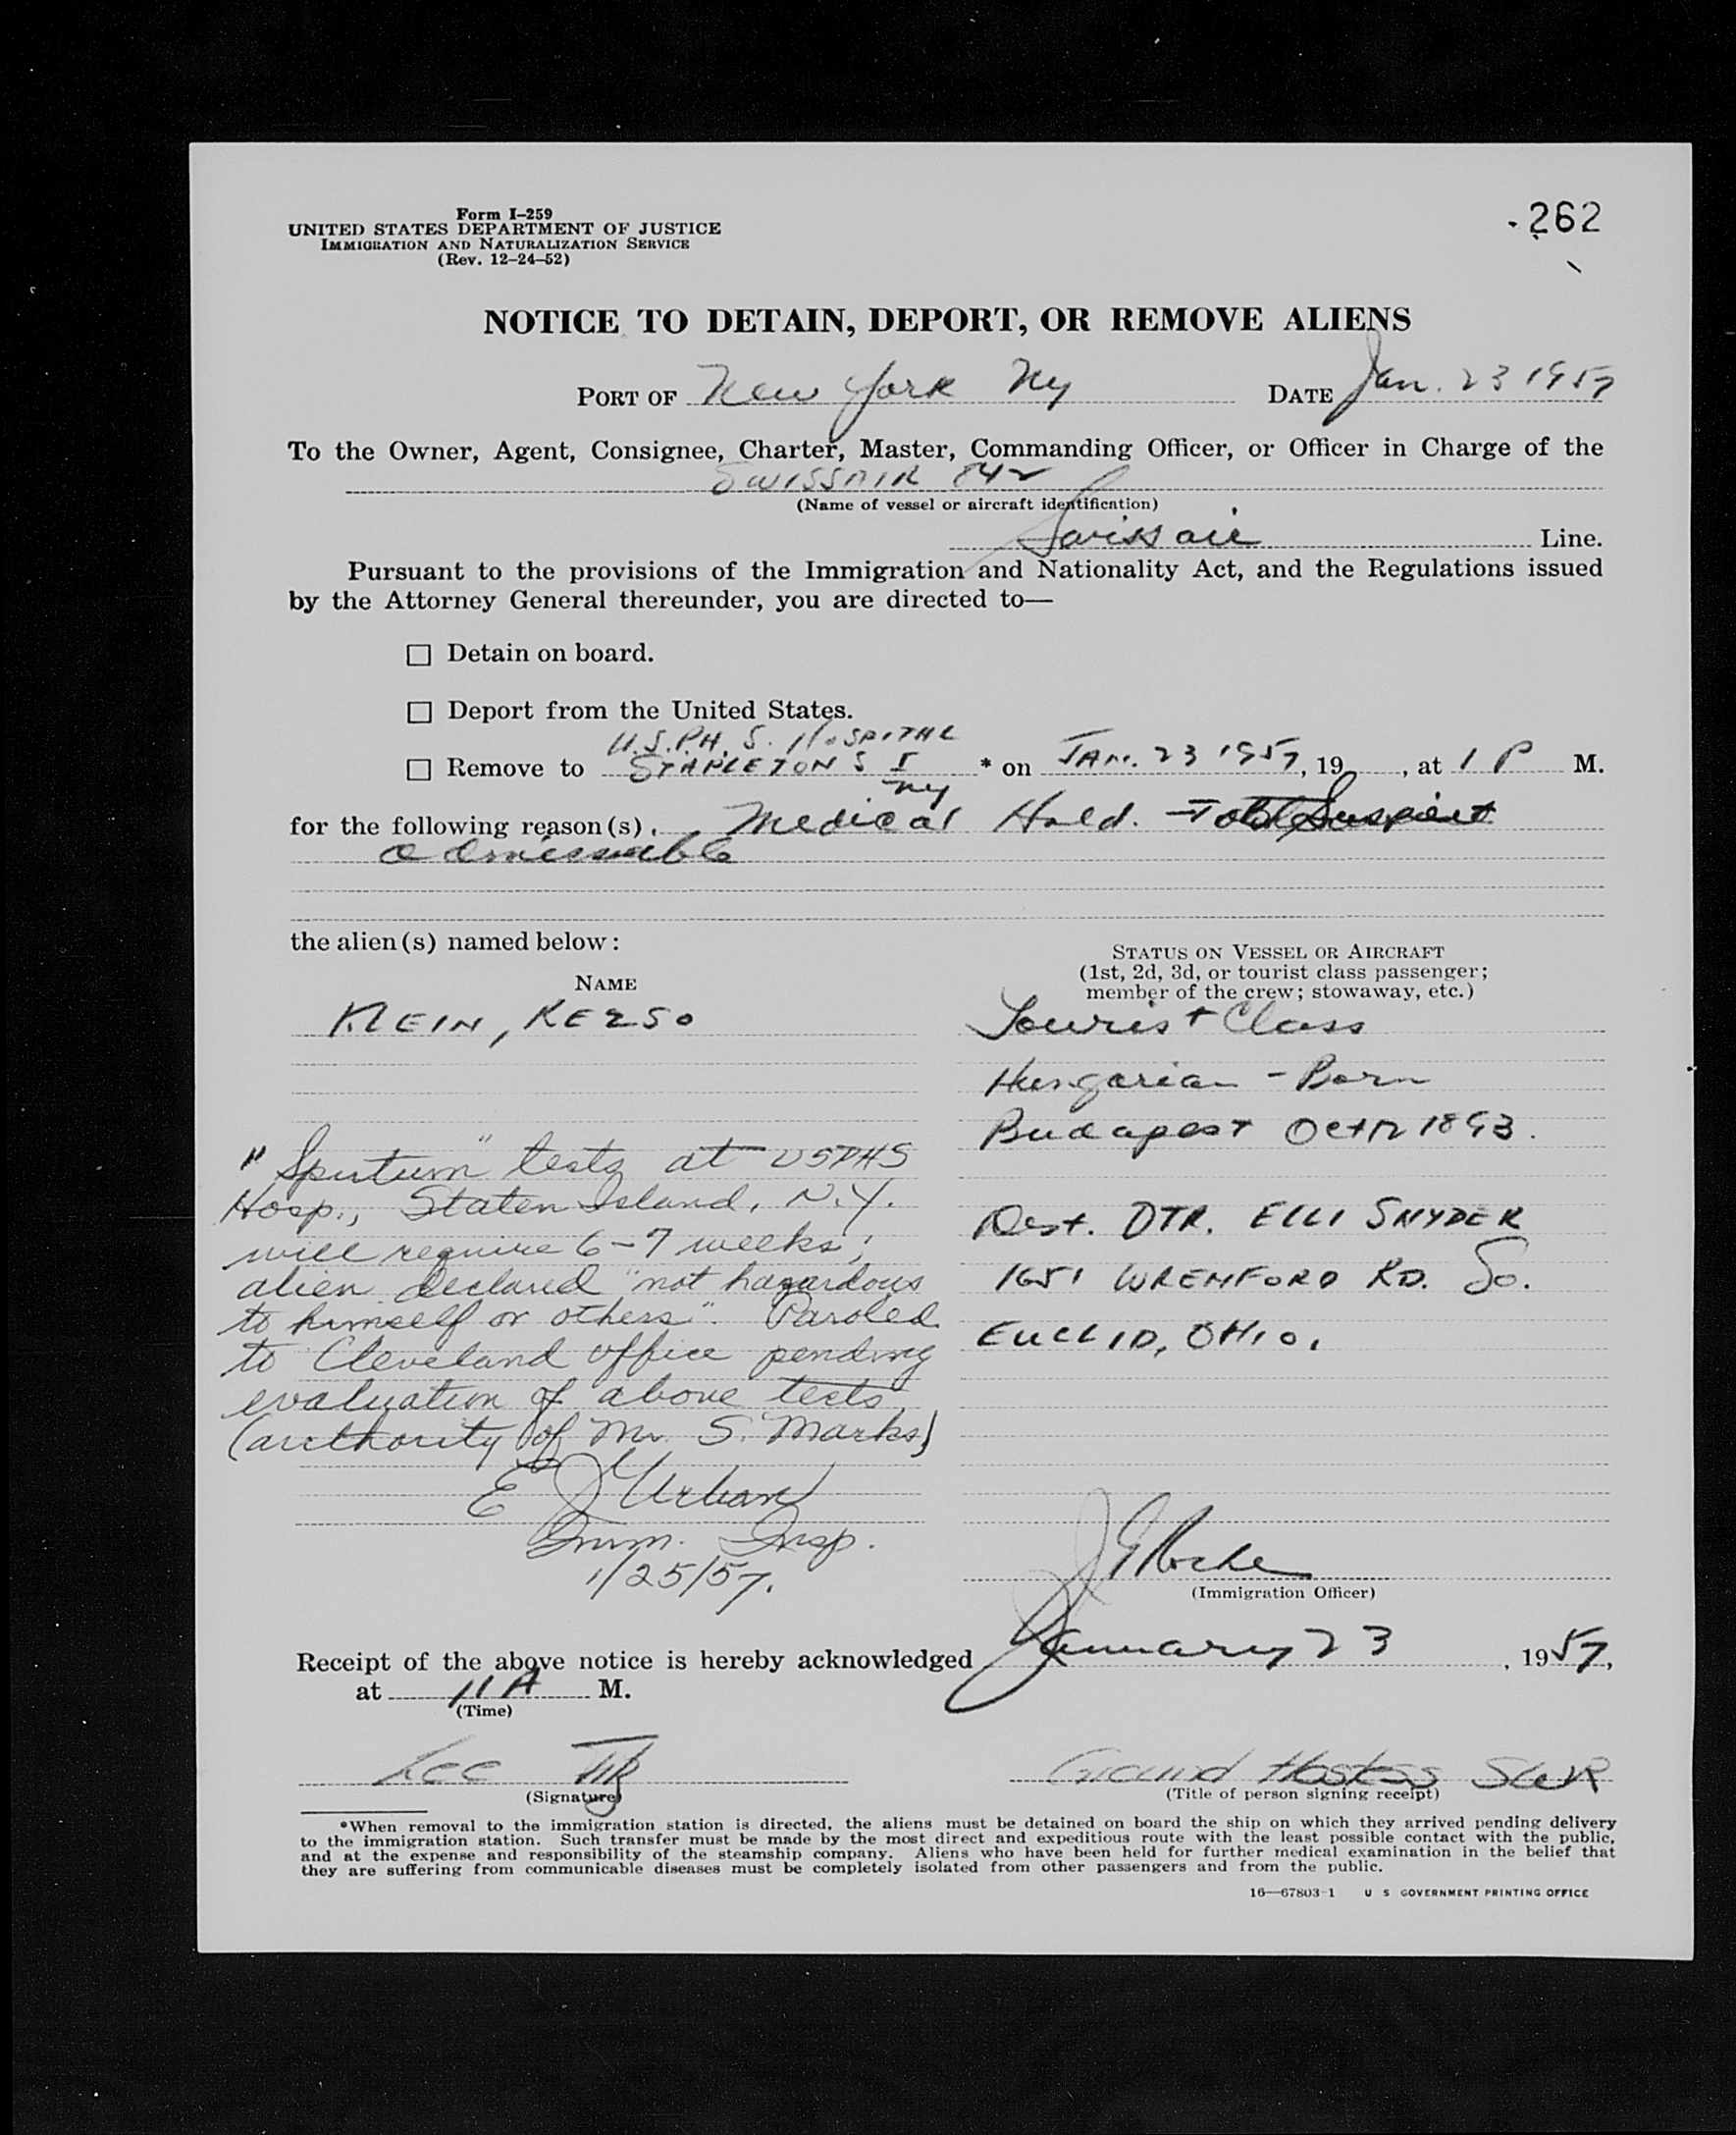 Form I–259
UNITED STATES DEPARTMENT OF JUSTICE
IMMIGRATION AND NATURALIZATION SERVICE
(Rev. 12–24–52)
262
NOTICE TO DETAIN, DEPORT, OR REMOVE ALIENS
PORT OF New York NY DATE Jan. 23 1957
To the Owner, Agent, Consignee, Charter, Master, Commanding Officer, or Officer in Charge of the
SWISSAIR 842
(Name of vessel or aircraft identification)
Swissair Line.
Pursuant to the provisions of the Immigration and Nationality Act, and the Regulations issued
by the Attorney General thereunder, you are directed to—
☐ Detain on board.
☐ Deport from the United States.
U.S.P.H.S. HOSPITAL
☐ Remove to STAPLETON S I * on JAN. 23 1957, 19 , at 1 P M.
NY
for the following reason(s). Medical Hold. Suspect
the alien(s) named below:
NAME
STATUS ON VESSEL OR AIRCRAFT
(1st, 2d, 3d, or tourist class passenger;
member of the crew; stowaway, etc.)
KLEIN, Tourist Class
Hungarian – Born
Budapest Oct 12 1893.
"Sputum" tests at USPHS
Hosp., Staten Island, N.Y.
will require 6–7 weeks;
alien declared "not hazardous
to himself or others". Paroled
to Cleveland office pending
evaluation of above tests
(authority of Mr. S. Marks)
E J Urban
Imm. Insp.
1/25/57.
Dest. DTR. ELLI SNYDER
1651 WRENFORD RD. So.
EUCLID, OHIO.
(Immigration Officer)
Receipt of the above notice is hereby acknowledged January 23, 1957,
at 11 A M.
(Time)
Lee
(Signature)
Ground Hostess SWR
(Title of person signing receipt)
*When removal to the immigration station is directed, the aliens must be detained on board the ship on which they arrived pending delivery
to the immigration station. Such transfer must be made by the most direct and expeditious route with the least possible contact with the public,
and at the expense and responsibility of the steamship company. Aliens who have been held for further medical examination in the belief that
they are suffering from communicable diseases must be completely isolated from other passengers and from the public.
16—67803-1 U S GOVERNMENT PRINTING OFFICE